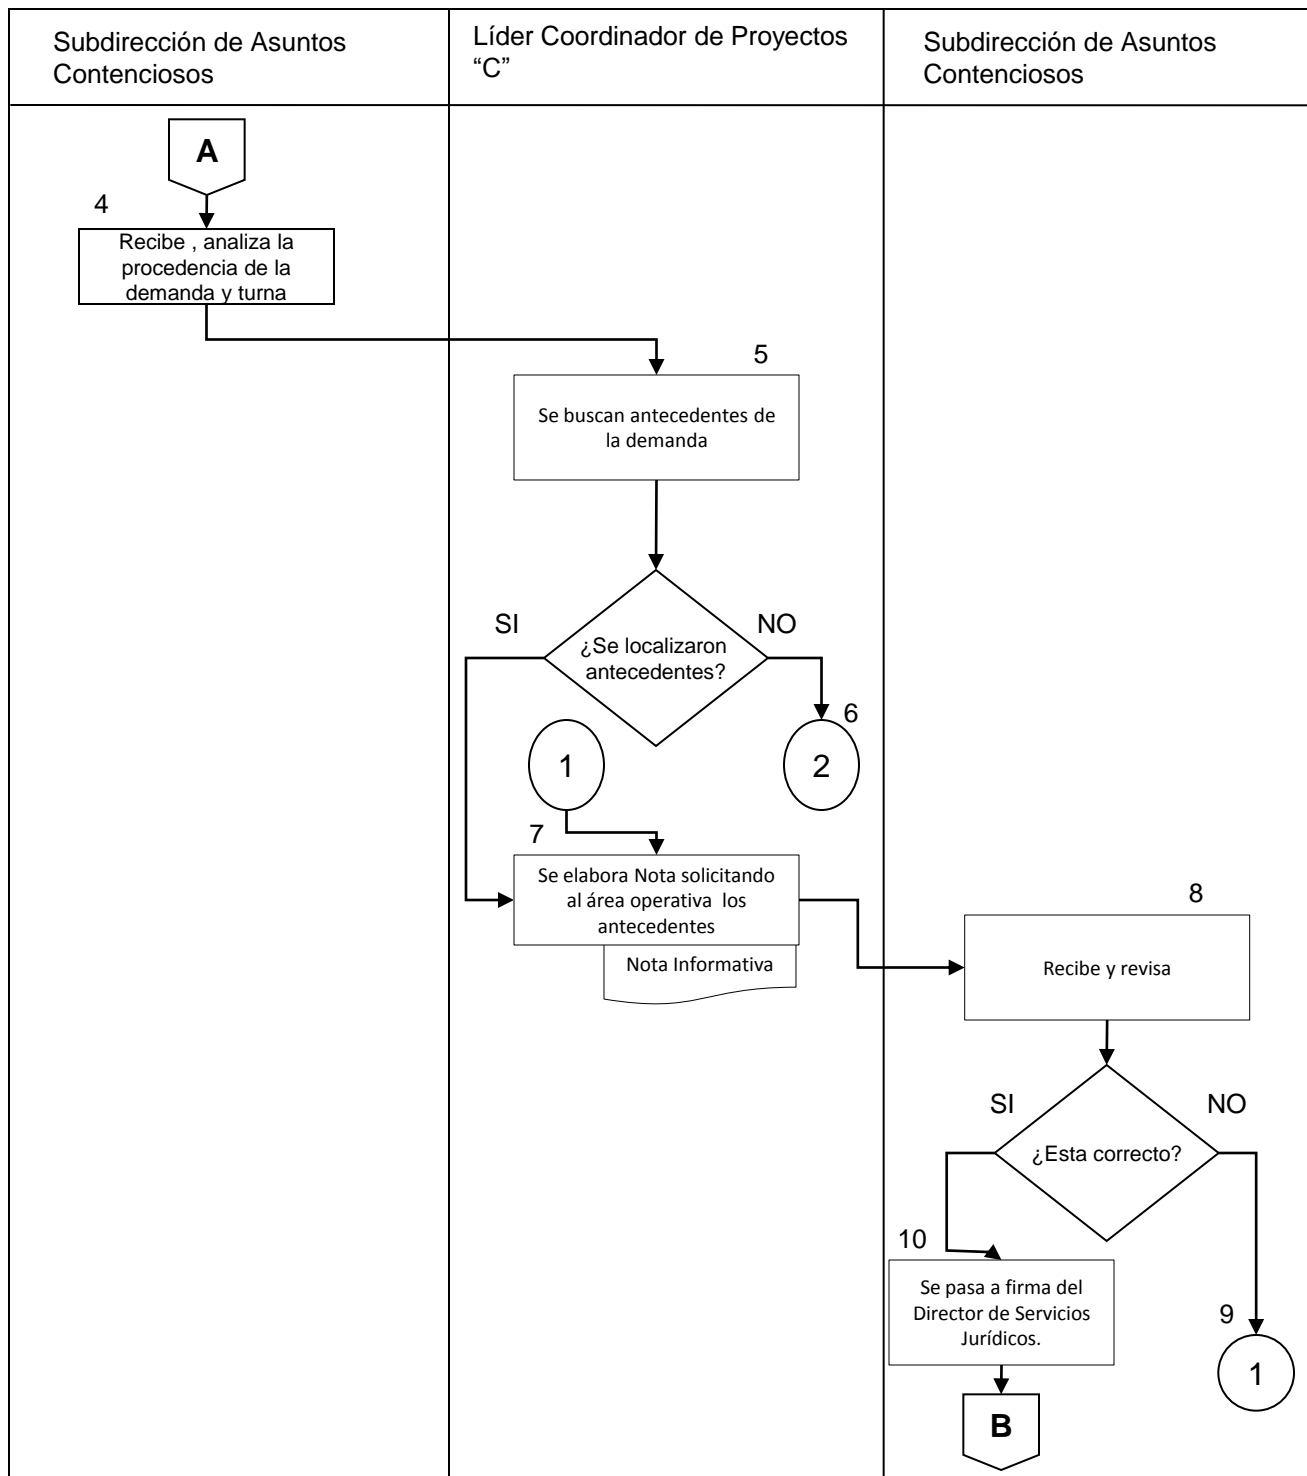 Subdirección de Asuntos
Contenciosos
Líder Coordinador de Proyectos
“C”
Subdirección de Asuntos
Contenciosos
A
4
Recibe , analiza la
procedencia de la
demanda y turna
5
Se buscan antecedentes de
la demanda
SI
NO
¿Se localizaron
antecedentes?
6
1
2
7
Se elabora Nota solicitando
al área operativa  los
antecedentes
Nota Informativa
8
Recibe y revisa
SI
NO
¿Esta correcto?
10
Se pasa a firma del
Director de Servicios
Jurídicos.
9
1
B